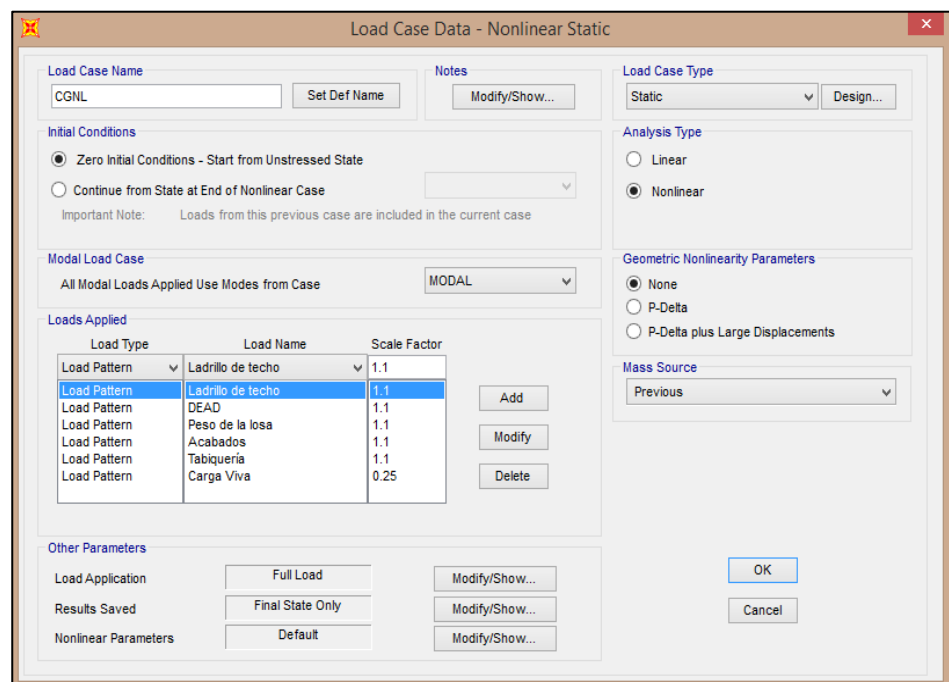 Load Case Data - Nonlinear Static
Load Case Name
CGNL
Set Def Name
Notes
Modify/Show...
Load Case Type
Static
Design...
Initial Conditions
Zero Initial Conditions - Start from Unstressed State
Continue from State at End of Nonlinear Case
Important Note: Loads from this previous case are included in the current case
Analysis Type
Linear
Nonlinear
Modal Load Case
All Modal Loads Applied Use Modes from Case
MODAL
Geometric Nonlinearity Parameters
None
P-Delta
P-Delta plus Large Displacements
Loads Applied
Load Type Load Name Scale Factor
Load Pattern Ladrillo de techo 1.1
Load Pattern Ladrillo de techo 1.1
Load Pattern DEAD 1.1
Load Pattern Peso de la losa 1.1
Load Pattern Acabados 1.1
Load Pattern Tabiquería 1.1
Load Pattern Carga Viva 0.25
Add
Modify
Delete
Mass Source
Previous
Other Parameters
Load Application Full Load Modify/Show...
Results Saved Final State Only Modify/Show...
Nonlinear Parameters Default Modify/Show...
OK
Cancel